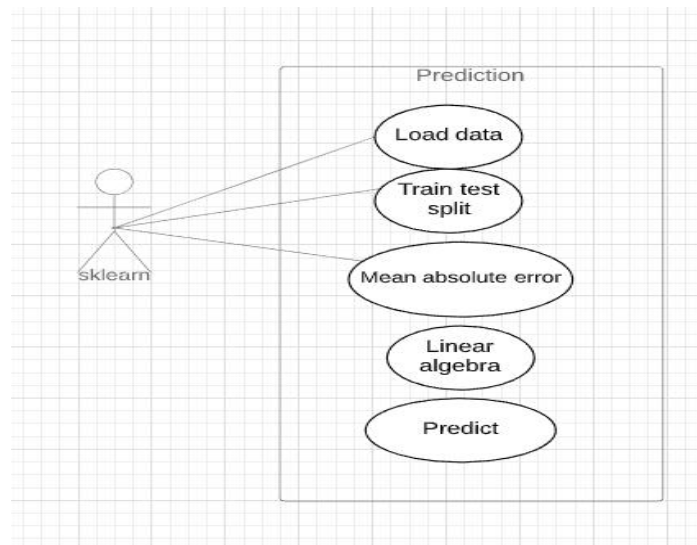 Prediction
Load data
Train test
split
sklearn
Mean absolute error
Linear
algebra
Predict